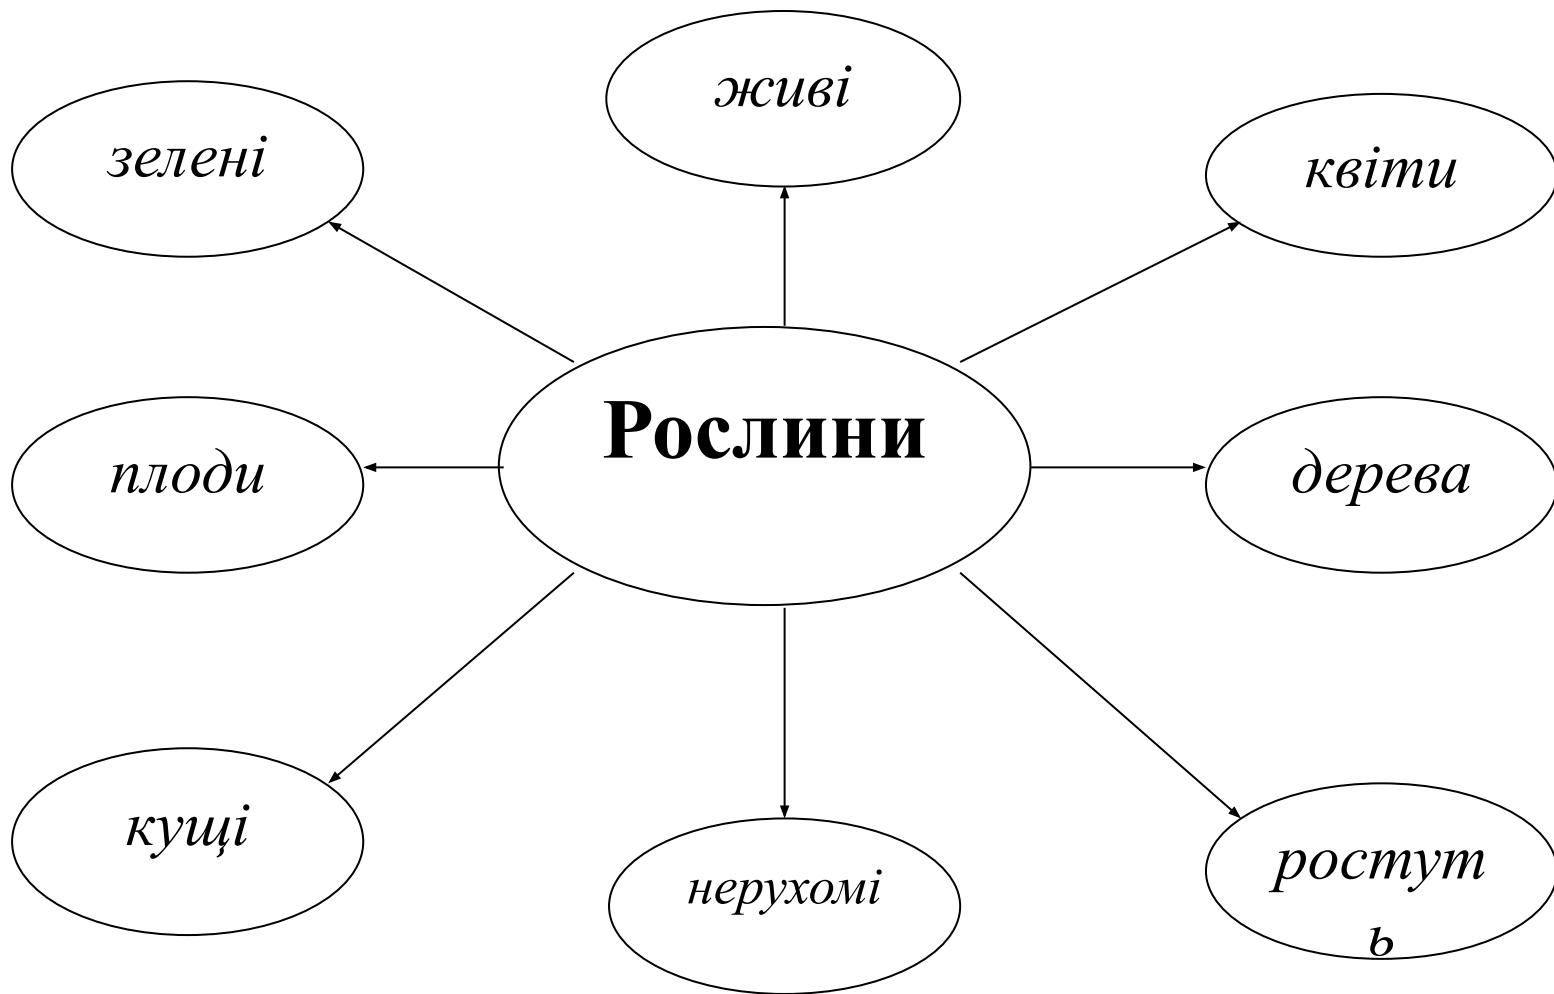 живі
зелені
квіти
Рослини
плоди
дерева
кущі
нерухомі
ростут
ь